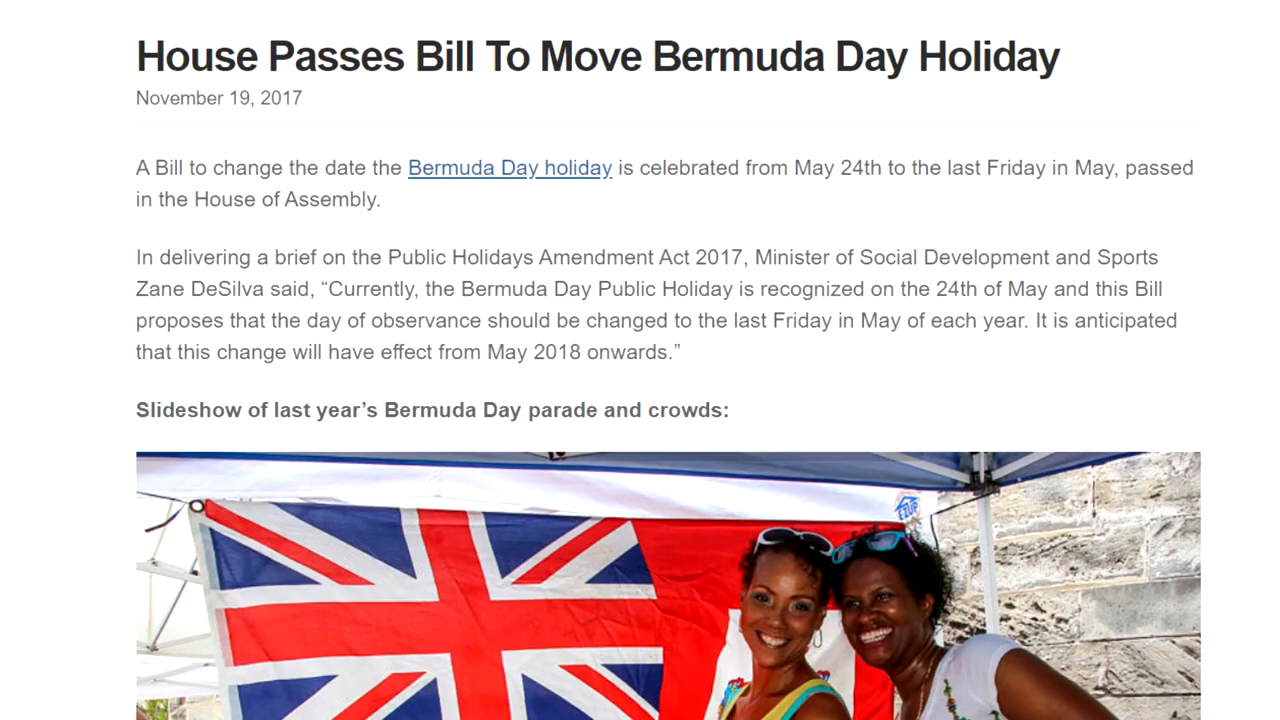 House Passes Bill To Move Bermuda Day Holiday
November 19, 2017
A Bill to change the date the Bermuda Day holiday is celebrated from May 24th to the last Friday in May, passed
in the House of Assembly.
In delivering a brief on the Public Holidays Amendment Act 2017, Minister of Social Development and Sports
Zane DeSilva said, “Currently, the Bermuda Day Public Holiday is recognized on the 24th of May and this Bill
proposes that the day of observance should be changed to the last Friday in May of each year. It is anticipated
that this change will have effect from May 2018 onwards.”
Slideshow of last year’s Bermuda Day parade and crowds:
EZUP